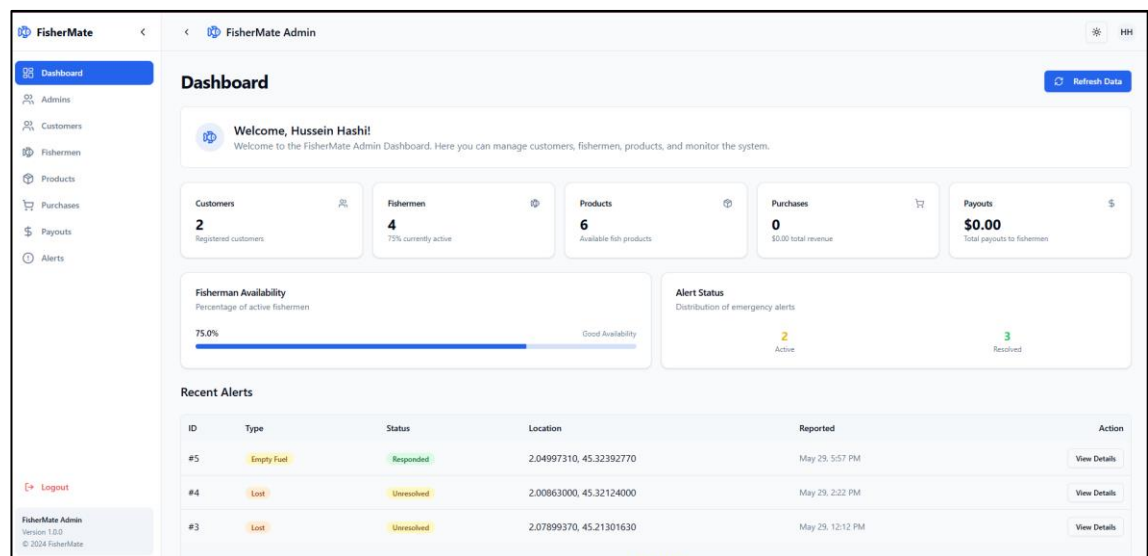 FisherMate
Dashboard
Admins
Customers
Fishermen
Products
Purchases
Payouts
Alerts
Logout
FisherMate Admin
Version 1.0.0
© 2024 FisherMate
FisherMate Admin
HH
Dashboard
Refresh Data
Welcome, Hussein Hashi!
Welcome to the FisherMate Admin Dashboard. Here you can manage customers, fishermen, products, and monitor the system.
Customers
2
Registered customers
Fishermen
4
75% currently active
Products
6
Available fish products
Purchases
0
$0.00 total revenue
Payouts
$0.00
Total payouts to fishermen
Fisherman Availability
Percentage of active fishermen
75.0% Good Availability
Alert Status
Distribution of emergency alerts
2 3
Active Resolved
Recent Alerts
ID Type Status Location Reported Action
#5 Empty Fuel Responded 2.04997310, 45.32392770 May 29, 5:57 PM View Details
#4 Lost Unresolved 2.00863000, 45.32124000 May 29, 2:22 PM View Details
#3 Lost Unresolved 2.07899370, 45.21301630 May 29, 12:12 PM View Details